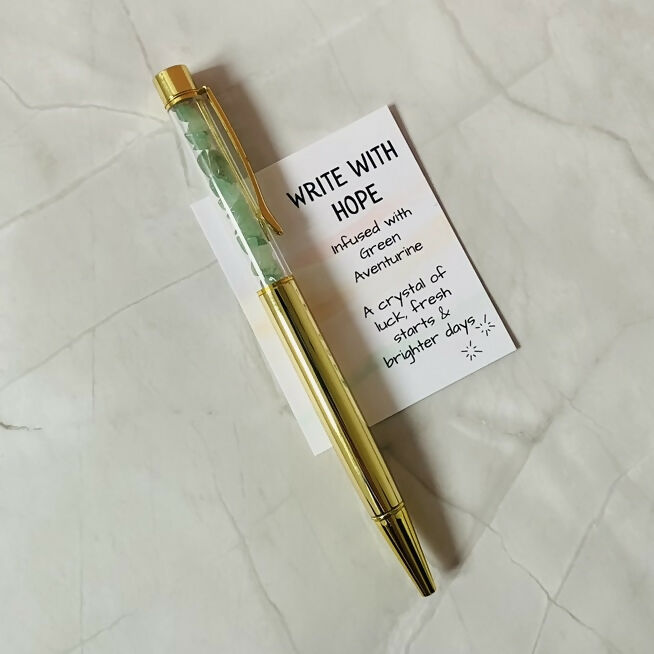 WRITE WITH
HOPE
Infused with
Green
Aventurine
A crystal of
luck, fresh
starts &
brighter days